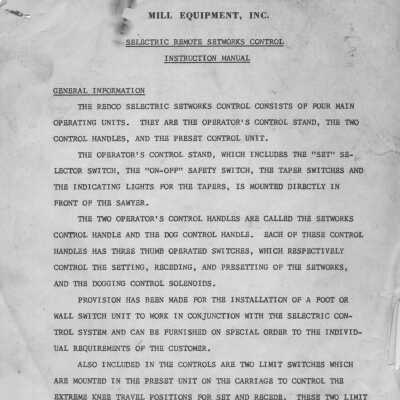 MILL EQUIPMENT, INC.
SELECTRIC REMOTE SETWORKS CONTROL
INSTRUCTION MANUAL
GENERAL INFORMATION
THE REDCO SELECTRIC SETWORKS CONTROL CONSISTS OF FOUR MAIN
OPERATING UNITS. THEY ARE THE OPERATOR'S CONTROL STAND, THE TWO
CONTROL HANDLES, AND THE PRESET CONTROL UNIT.
THE OPERATOR'S CONTROL STAND, WHICH INCLUDES THE "SET" SE-
LECTOR SWITCH, THE "ON-OFF" SAFETY SWITCH, THE TAPER SWITCHES AND
THE INDICATING LIGHTS FOR THE TAPERS, IS MOUNTED DIRECTLY IN
FRONT OF THE SAWYER.
THE TWO OPERATOR'S CONTROL HANDLES ARE CALLED THE SETWORKS
CONTROL HANDLE AND THE DOG CONTROL HANDLE. EACH OF THESE CONTROL
HANDLES HAS THREE THUMB OPERATED SWITCHES, WHICH RESPECTIVELY
CONTROL THE SETTING, RECEDING, AND PRESETTING OF THE SETWORKS,
AND THE DOGGING CONTROL SOLENOIDS.
PROVISION HAS BEEN MADE FOR THE INSTALLATION OF A FOOT OR
WALL SWITCH UNIT TO WORK IN CONJUNCTION WITH THE SELECTRIC CON-
TROL SYSTEM AND CAN BE FURNISHED ON SPECIAL ORDER TO THE INDIVID-
UAL REQUIREMENTS OF THE CUSTOMER.
ALSO INCLUDED IN THE CONTROLS ARE TWO LIMIT SWITCHES WHICH
ARE MOUNTED IN THE PRESET UNIT ON THE CARRIAGE TO CONTROL THE
EXTREME KNEE TRAVEL POSITIONS FOR SET AND RECEDE. THESE TWO LIMIT